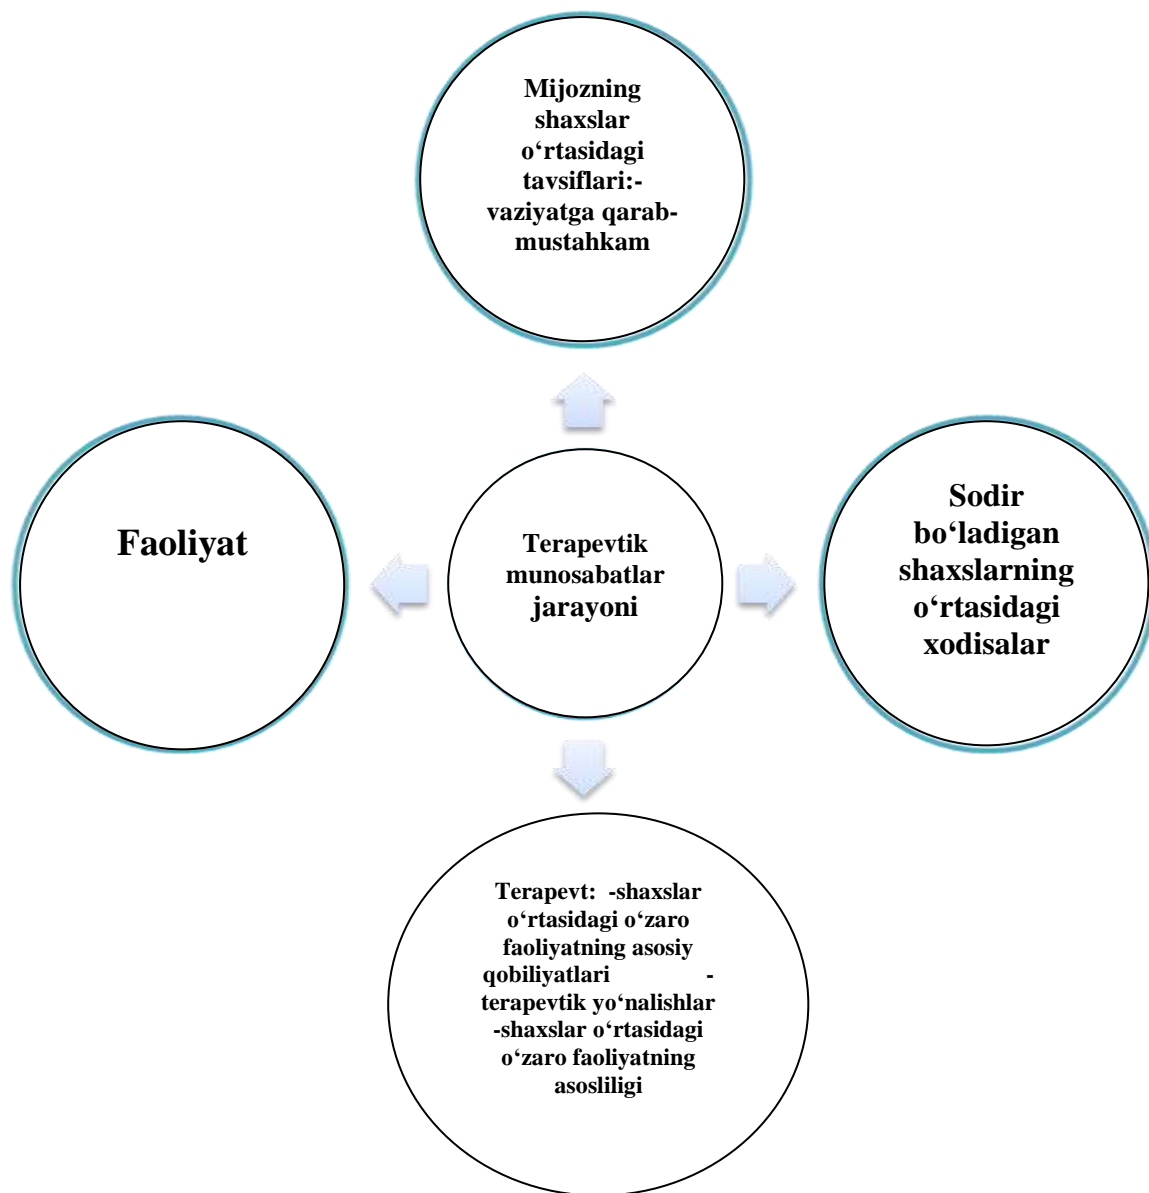 Mijozning
shaxslar
o‘rtasidagi
tavsiflari:-
vaziyatga qarab-
mustahkam
Faoliyat
Terapevtik
munosabatlar
jarayoni
Sodir
bo‘ladigan
shaxslarning
o‘rtasidagi
xodisalar
Terapevt: -shaxslar
o‘rtasidagi o‘zaro
faoliyatning asosiy
qobiliyatlari -
terapevtik yo‘nalishlar
-shaxslar o‘rtasidagi
o‘zaro faoliyatning
asosliligi